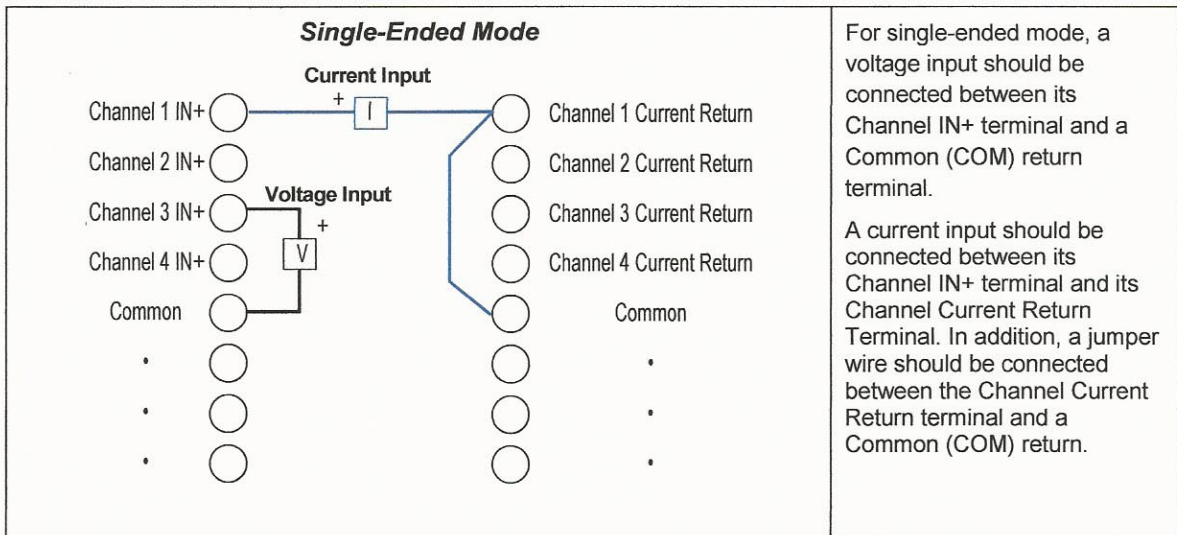 Single-Ended Mode
Current Input
+
I
Channel 1 IN+
Channel 1 Current Return
Channel 2 IN+
Channel 2 Current Return
Voltage Input
Channel 3 IN+
Channel 3 Current Return
+
V
Channel 4 IN+
Channel 4 Current Return
Common
Common
For single-ended mode, a
voltage input should be
connected between its
Channel IN+ terminal and a
Common (COM) return
terminal.
A current input should be
connected between its
Channel IN+ terminal and its
Channel Current Return
Terminal. In addition, a jumper
wire should be connected
between the Channel Current
Return terminal and a
Common (COM) return.